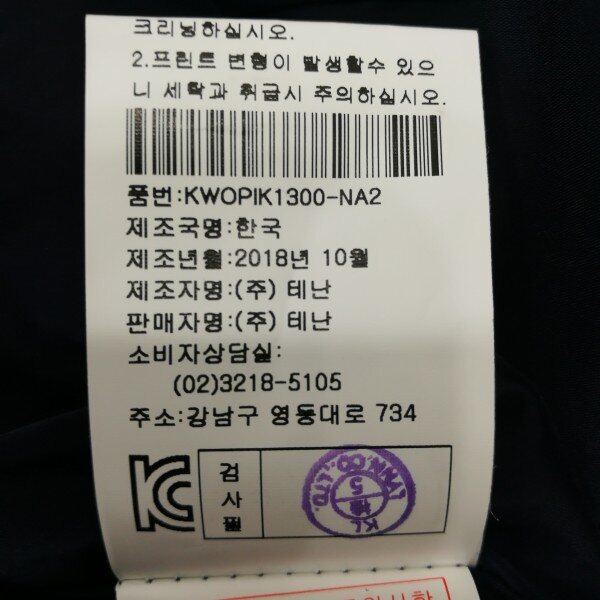 크리닝하십시오.
2.프린트 변형이 발생할수 있으
니 세탁과 취급시 주의하십시오.
품번:KWOPIK1300-NA2
제조국명:한국
제조년월:2018년 10월
제조자명:(주) 테난
판매자명:(주) 테난
소비자상담실:
(02)3218-5105
주소:강남구 영동대로 734
검사필
5
CO., LTD.